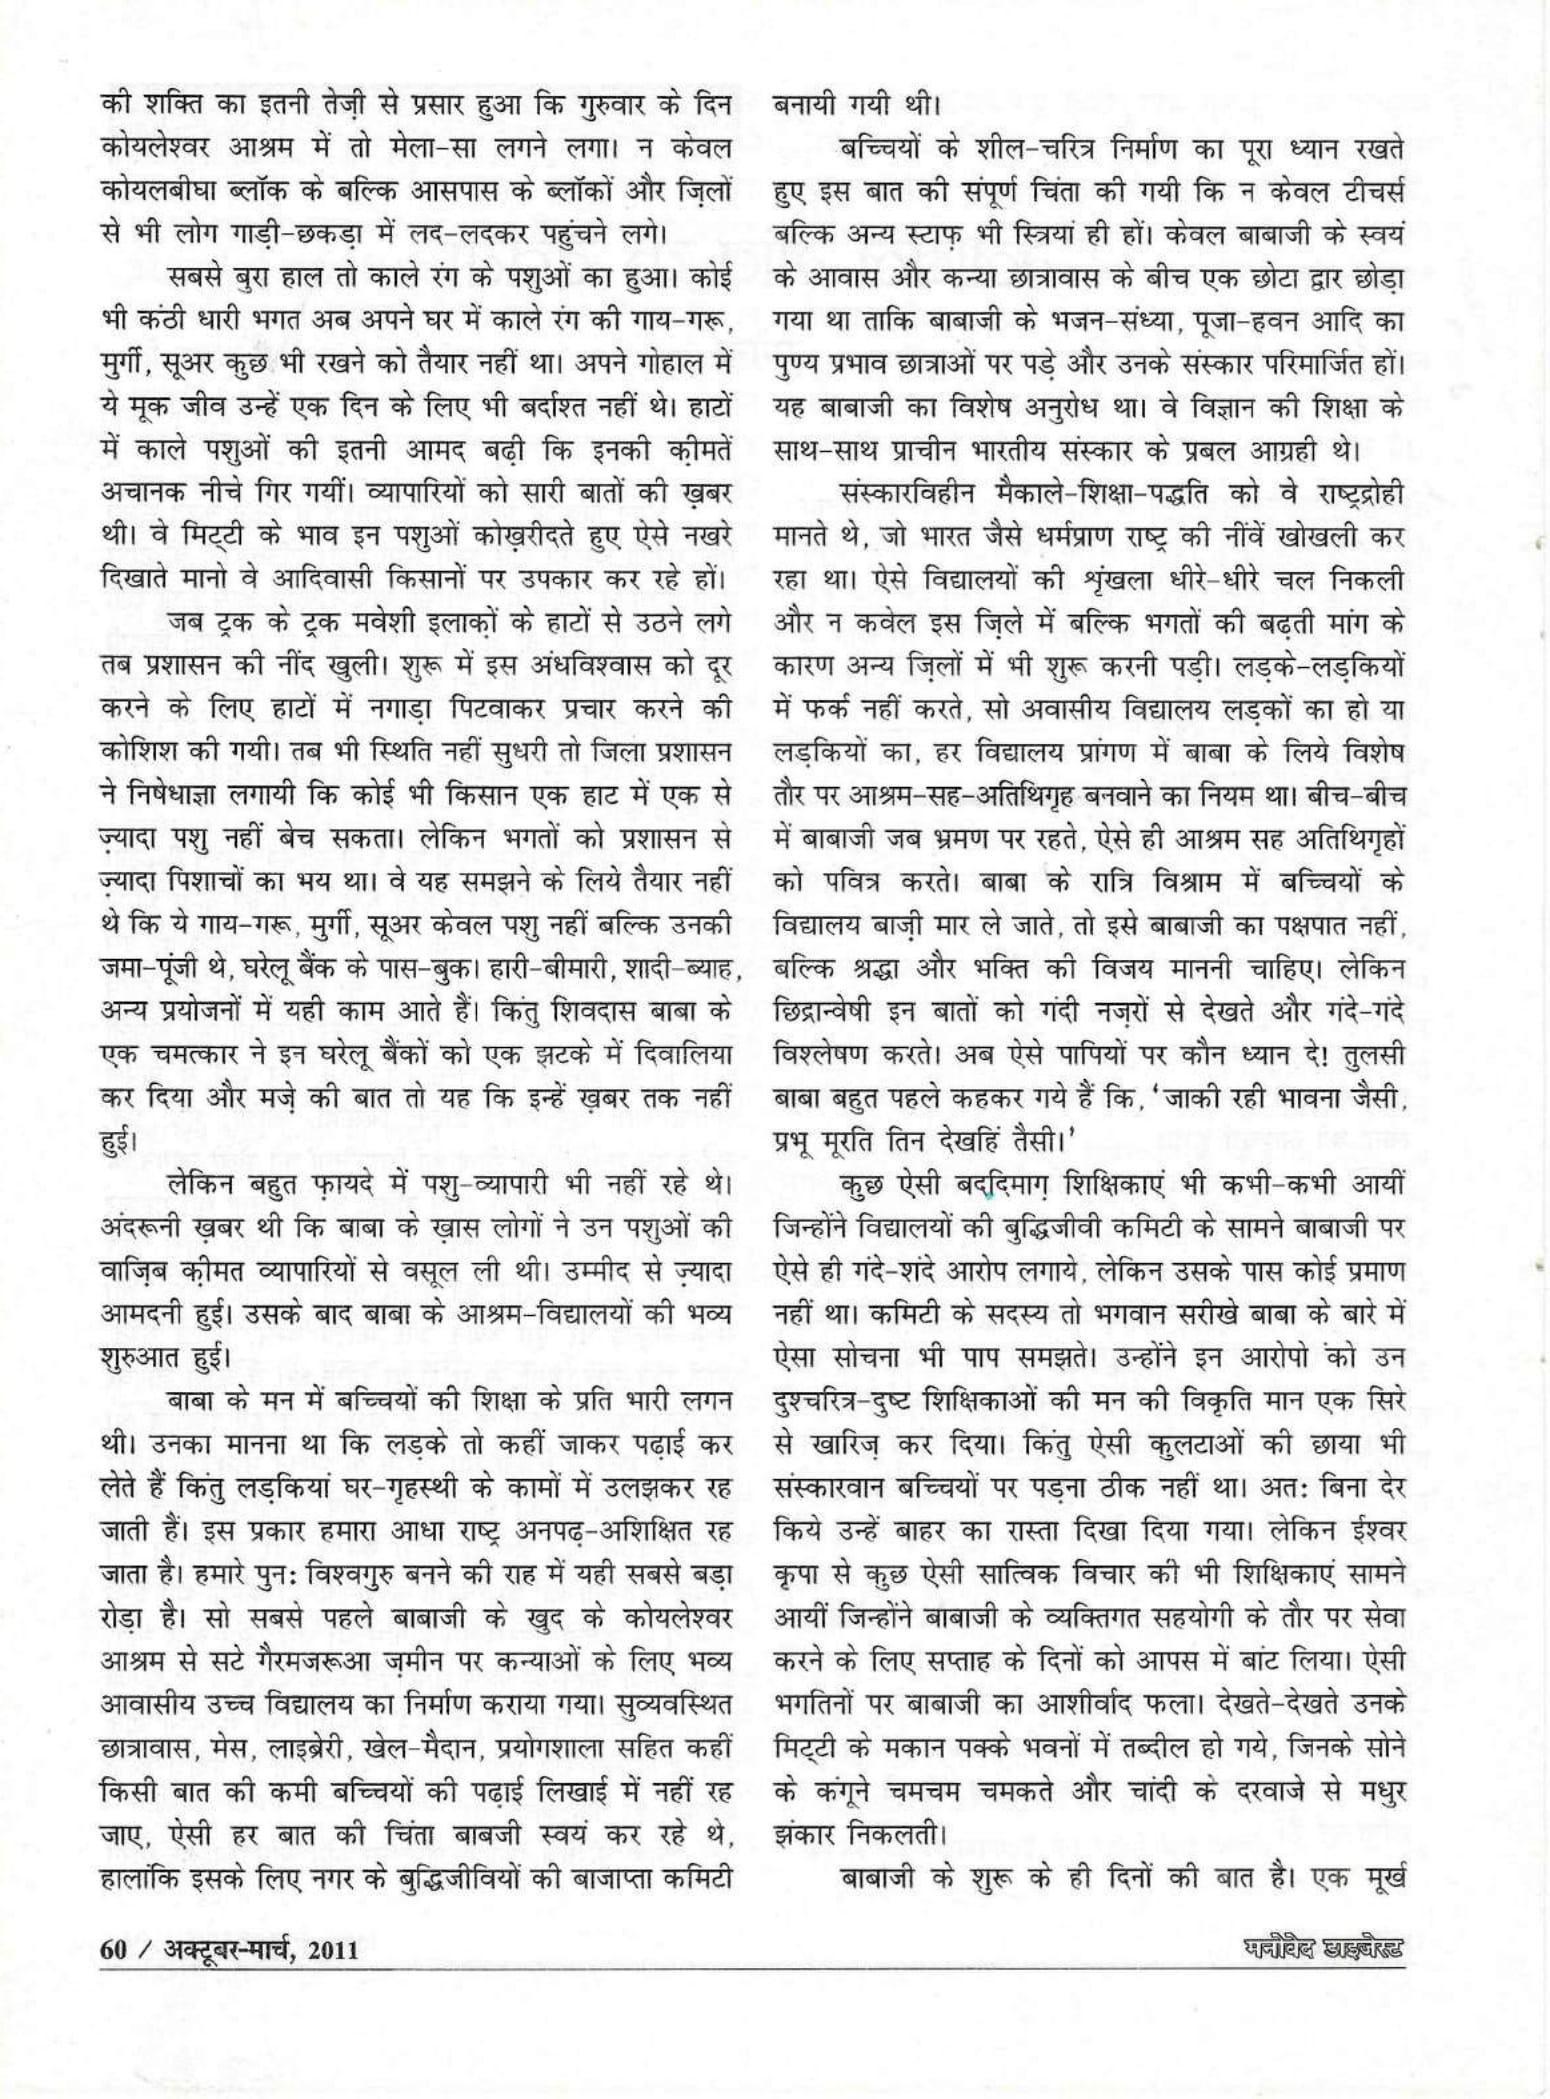 की शक्ति का इतनी तेज़ी से प्रसार हुआ कि गुरुवार के दिन
कोयलेश्वर आश्रम में तो मेला-सा लगने लगा। न केवल
कोयलबीघा ब्लॉक के बल्कि आसपास के ब्लॉकों और ज़िलों
से भी लोग गाड़ी-छकड़ा में लद-लदकर पहुंचने लगे।
सबसे बुरा हाल तो काले रंग के पशुओं का हुआ। कोई
भी कंठी धारी भगत अब अपने घर में काले रंग की गाय-गरू,
मुर्गी, सूअर कुछ भी रखने को तैयार नहीं था। अपने गोहाल में
ये मूक जीव उन्हें एक दिन के लिए भी बर्दाश्त नहीं थे। हाटों
में काले पशुओं की इतनी आमद बढ़ी कि इनकी क़ीमतें
अचानक नीचे गिर गयीं। व्यापारियों को सारी बातों की ख़बर
थी। वे मिट्टी के भाव इन पशुओं कोख़रीदते हुए ऐसे नखरे
दिखाते मानो वे आदिवासी किसानों पर उपकार कर रहे हों।
जब ट्रक के ट्रक मवेशी इलाक़ों के हाटों से उठने लगे
तब प्रशासन की नींद खुली। शुरू में इस अंधविश्वास को दूर
करने के लिए हाटों में नगाड़ा पिटवाकर प्रचार करने की
कोशिश की गयी। तब भी स्थिति नहीं सुधरी तो जिला प्रशासन
ने निषेधाज्ञा लगायी कि कोई भी किसान एक हाट में एक से
ज़्यादा पशु नहीं बेच सकता। लेकिन भगतों को प्रशासन से
ज़्यादा पिशाचों का भय था। वे यह समझने के लिये तैयार नहीं
थे कि ये गाय-गरू, मुर्गी, सूअर केवल पशु नहीं बल्कि उनकी
जमा-पूंजी थे, घरेलू बैंक के पास-बुक। हारी-बीमारी, शादी-ब्याह,
अन्य प्रयोजनों में यही काम आते हैं। किंतु शिवदास बाबा के
एक चमत्कार ने इन घरेलू बैंकों को एक झटके में दिवालिया
कर दिया और मज़े की बात तो यह कि इन्हें ख़बर तक नहीं
हुई।
लेकिन बहुत फ़ायदे में पशु-व्यापारी भी नहीं रहे थे।
अंदरूनी ख़बर थी कि बाबा के ख़ास लोगों ने उन पशुओं की
वाज़िब क़ीमत व्यापारियों से वसूल ली थी। उम्मीद से ज़्यादा
आमदनी हुई। उसके बाद बाबा के आश्रम-विद्यालयों की भव्य
शुरुआत हुई।
बाबा के मन में बच्चियों की शिक्षा के प्रति भारी लगन
थी। उनका मानना था कि लड़के तो कहीं जाकर पढ़ाई कर
लेते हैं किंतु लड़कियां घर-गृहस्थी के कामों में उलझकर रह
जाती हैं। इस प्रकार हमारा आधा राष्ट्र अनपढ़-अशिक्षित रह
जाता है। हमारे पुन: विश्वगुरु बनने की राह में यही सबसे बड़ा
रोड़ा है। सो सबसे पहले बाबाजी के खुद के कोयलेश्वर
आश्रम से सटे गैरमजरूआ ज़मीन पर कन्याओं के लिए भव्य
आवासीय उच्च विद्यालय का निर्माण कराया गया। सुव्यवस्थित
छात्रावास, मेस, लाइब्रेरी, खेल-मैदान, प्रयोगशाला सहित कहीं
किसी बात की कमी बच्चियों की पढ़ाई लिखाई में नहीं रह
जाए, ऐसी हर बात की चिंता बाबजी स्वयं कर रहे थे,
हालांकि इसके लिए नगर के बुद्धिजीवियों की बाजाप्ता कमिटी
बनायी गयी थी।
बच्चियों के शील-चरित्र निर्माण का पूरा ध्यान रखते
हुए इस बात की संपूर्ण चिंता की गयी कि न केवल टीचर्स
बल्कि अन्य स्टाफ़ भी स्त्रियां ही हों। केवल बाबाजी के स्वयं
के आवास और कन्या छात्रावास के बीच एक छोटा द्वार छोड़ा
गया था ताकि बाबाजी के भजन-संध्या, पूजा-हवन आदि का
पुण्य प्रभाव छात्राओं पर पड़े और उनके संस्कार परिमार्जित हों।
यह बाबाजी का विशेष अनुरोध था। वे विज्ञान की शिक्षा के
साथ-साथ प्राचीन भारतीय संस्कार के प्रबल आग्रही थे।
संस्कारविहीन मैकाले-शिक्षा-पद्धति को वे राष्ट्रद्रोही
मानते थे, जो भारत जैसे धर्मप्राण राष्ट्र की नींवें खोखली कर
रहा था। ऐसे विद्यालयों की शृंखला धीरे-धीरे चल निकली
और न कवेल इस ज़िले में बल्कि भगतों की बढ़ती मांग के
कारण अन्य ज़िलों में भी शुरू करनी पड़ी। लड़के-लड़कियों
में फर्क नहीं करते, सो अवासीय विद्यालय लड़कों का हो या
लड़कियों का, हर विद्यालय प्रांगण में बाबा के लिये विशेष
तौर पर आश्रम-सह-अतिथिगृह बनवाने का नियम था। बीच-बीच
में बाबाजी जब भ्रमण पर रहते, ऐसे ही आश्रम सह अतिथिगृहों
को पवित्र करते। बाबा के रात्रि विश्राम में बच्चियों के
विद्यालय बाज़ी मार ले जाते, तो इसे बाबाजी का पक्षपात नहीं,
बल्कि श्रद्धा और भक्ति की विजय माननी चाहिए। लेकिन
छिद्रान्वेषी इन बातों को गंदी नज़रों से देखते और गंदे-गंदे
विश्लेषण करते। अब ऐसे पापियों पर कौन ध्यान दे! तुलसी
बाबा बहुत पहले कहकर गये हैं कि, ‘जाकी रही भावना जैसी,
प्रभू मूरति तिन देखहिं तैसी।’
कुछ ऐसी बददिमाग़ शिक्षिकाएं भी कभी-कभी आयीं
जिन्होंने विद्यालयों की बुद्धिजीवी कमिटी के सामने बाबाजी पर
ऐसे ही गंदे-शंदे आरोप लगाये, लेकिन उसके पास कोई प्रमाण
नहीं था। कमिटी के सदस्य तो भगवान सरीखे बाबा के बारे में
ऐसा सोचना भी पाप समझते। उन्होंने इन आरोपो को उन
दुश्चरित्र-दुष्ट शिक्षिकाओं की मन की विकृति मान एक सिरे
से खारिज़ कर दिया। किंतु ऐसी कुलटाओं की छाया भी
संस्कारवान बच्चियों पर पड़ना ठीक नहीं था। अत: बिना देर
किये उन्हें बाहर का रास्ता दिखा दिया गया। लेकिन ईश्वर
कृपा से कुछ ऐसी सात्विक विचार की भी शिक्षिकाएं सामने
आयीं जिन्होंने बाबाजी के व्यक्तिगत सहयोगी के तौर पर सेवा
करने के लिए सप्ताह के दिनों को आपस में बांट लिया। ऐसी
भगतिनों पर बाबाजी का आशीर्वाद फला। देखते-देखते उनके
मिट्टी के मकान पक्के भवनों में तब्दील हो गये, जिनके सोने
के कंगूने चमचम चमकते और चांदी के दरवाजे से मधुर
झंकार निकलती।
बाबाजी के शुरू के ही दिनों की बात है। एक मूर्ख
60 / अक्टूबर-मार्च, 2011
मनोवेद डाइजेस्ट